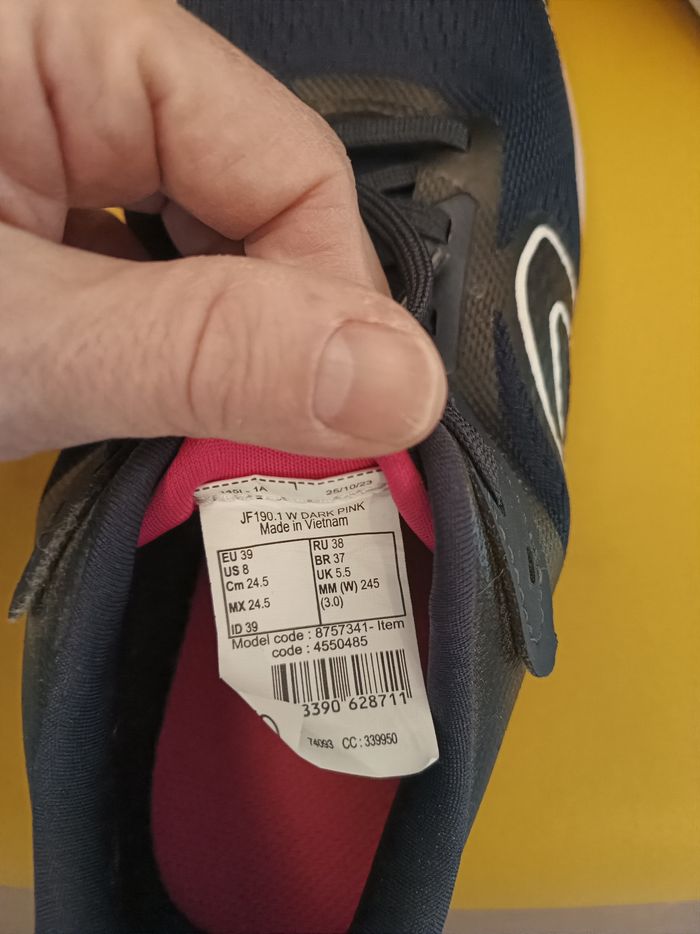 25/10/23
JF190.1 W DARK PINK
Made in Vietnam
EU 39
US 8
Cm 24.5
MX 24.5
ID 39
RU 38
BR 37
UK 5.5
MM (W) 245
(3.0)
Model code : 8757341- Item
code : 4550485
3390 628711
74093 CC : 339950